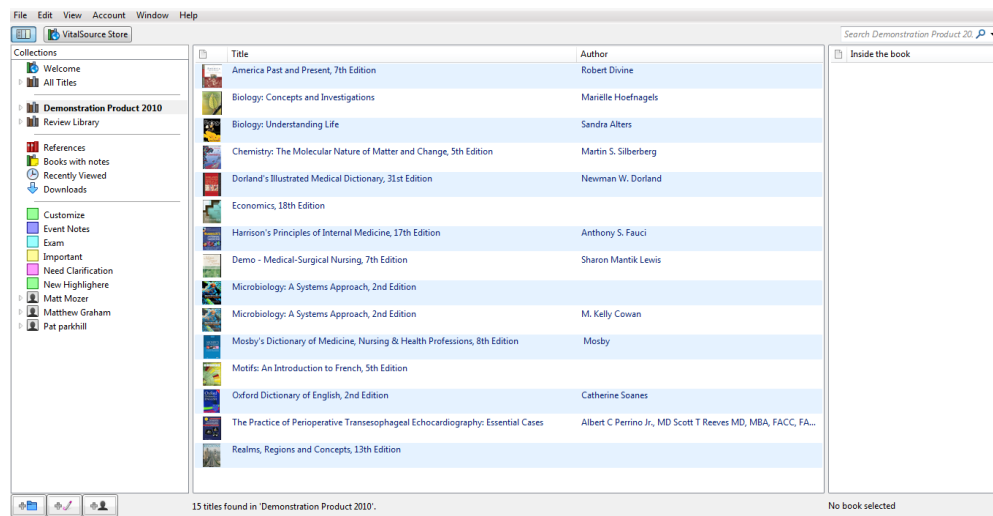 File Edit View Account Window Help
VitalSource Store
Search Demonstration Product 20.
Collections
Welcome
All Titles
Demonstration Product 2010
Review Library
References
Books with notes
Recently Viewed
Downloads
Customize
Event Notes
Exam
Important
Need Clarification
New Highlighere
Matt Mozer
Matthew Graham
Pat parkhill
Title Author
America Past and Present, 7th Edition Robert Divine
Biology: Concepts and Investigations Mariëlle Hoefnagels
Biology: Understanding Life Sandra Alters
Chemistry: The Molecular Nature of Matter and Change, 5th Edition Martin S. Silberberg
Dorland's Illustrated Medical Dictionary, 31st Edition Newman W. Dorland
Economics, 18th Edition
Harrison's Principles of Internal Medicine, 17th Edition Anthony S. Fauci
Demo - Medical-Surgical Nursing, 7th Edition Sharon Mantik Lewis
Microbiology: A Systems Approach, 2nd Edition
Microbiology: A Systems Approach, 2nd Edition M. Kelly Cowan
Mosby's Dictionary of Medicine, Nursing & Health Professions, 8th Edition Mosby
Motifs: An Introduction to French, 5th Edition
Oxford Dictionary of English, 2nd Edition Catherine Soanes
The Practice of Perioperative Transesophageal Echocardiography: Essential Cases Albert C Perrino Jr., MD Scott T Reeves MD, MBA, FACC, FA...
Realms, Regions and Concepts, 13th Edition
Inside the book
15 titles found in 'Demonstration Product 2010'.
No book selected